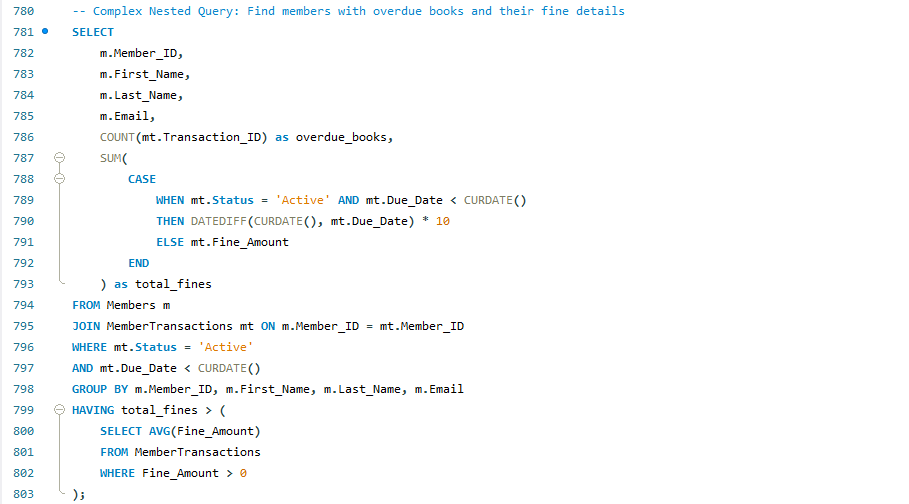 780 -- Complex Nested Query: Find members with overdue books and their fine details
781 SELECT
782 m.Member_ID,
783 m.First_Name,
784 m.Last_Name,
785 m.Email,
786 COUNT(mt.Transaction_ID) as overdue_books,
787 SUM(
788 CASE
789 WHEN mt.Status = 'Active' AND mt.Due_Date < CURDATE()
790 THEN DATEDIFF(CURDATE(), mt.Due_Date) * 10
791 ELSE mt.Fine_Amount
792 END
793 ) as total_fines
794 FROM Members m
795 JOIN MemberTransactions mt ON m.Member_ID = mt.Member_ID
796 WHERE mt.Status = 'Active'
797 AND mt.Due_Date < CURDATE()
798 GROUP BY m.Member_ID, m.First_Name, m.Last_Name, m.Email
799 HAVING total_fines > (
800 SELECT AVG(Fine_Amount)
801 FROM MemberTransactions
802 WHERE Fine_Amount > 0
803 );